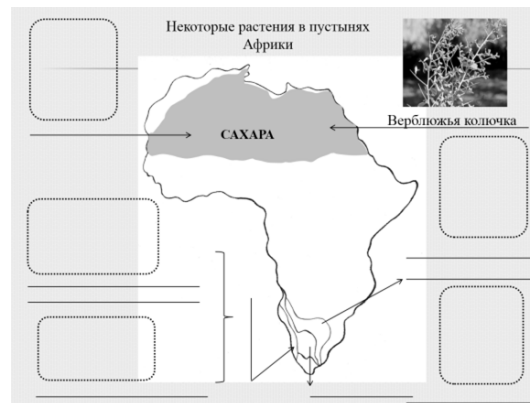 Некоторые растения в пустынях
Африки
Верблюжья колючка
САХАРА